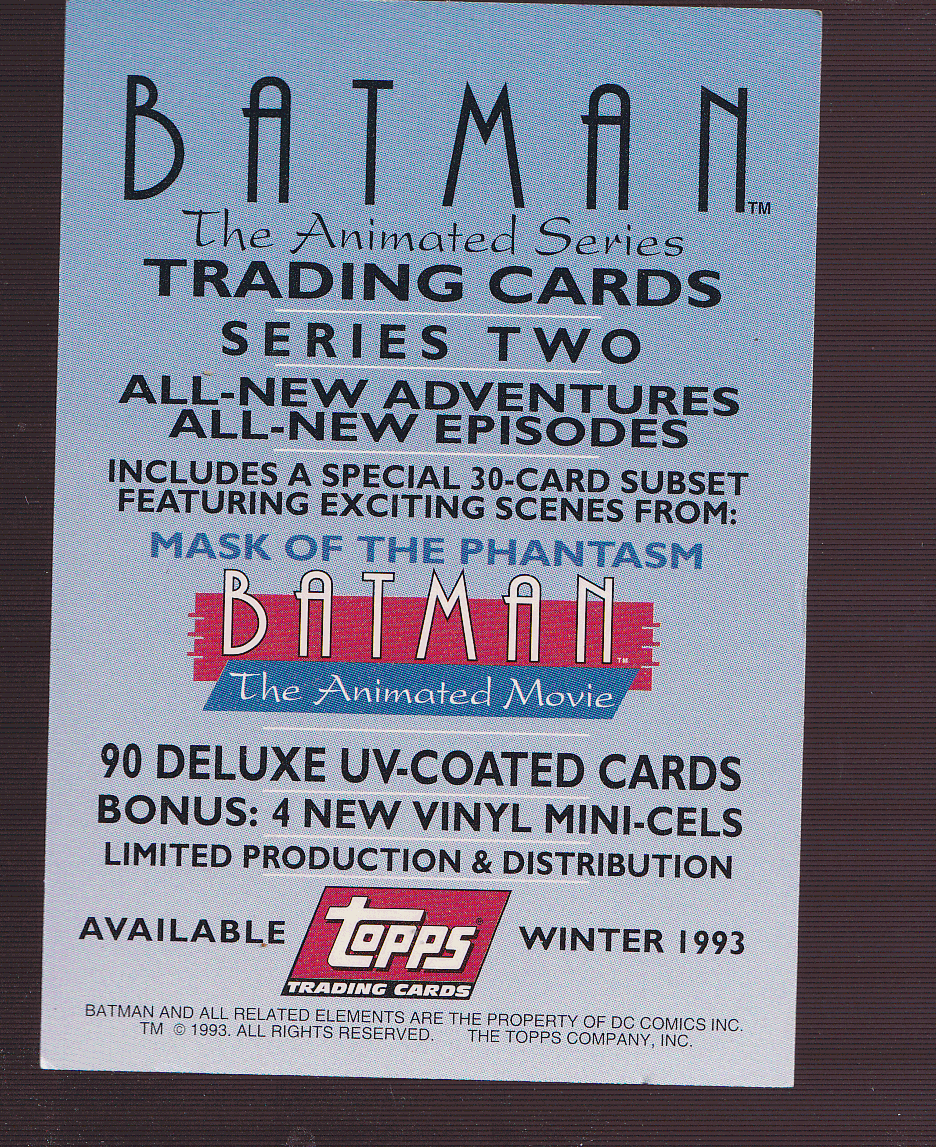 BATMAN™
The Animated Series
TRADING CARDS
SERIES TWO
ALL-NEW ADVENTURES
ALL-NEW EPISODES
INCLUDES A SPECIAL 30-CARD SUBSET
FEATURING EXCITING SCENES FROM:
MASK OF THE PHANTASM
BATMAN™
The Animated Movie
90 DELUXE UV-COATED CARDS
BONUS: 4 NEW VINYL MINI-CELS
LIMITED PRODUCTION & DISTRIBUTION
AVAILABLE topps® WINTER 1993
TRADING CARDS
BATMAN AND ALL RELATED ELEMENTS ARE THE PROPERTY OF DC COMICS INC.
TM © 1993. ALL RIGHTS RESERVED. THE TOPPS COMPANY, INC.